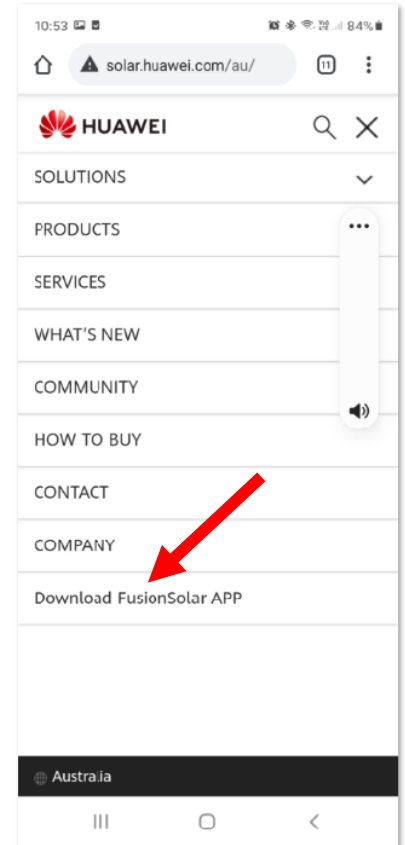 10:53 84%
solar.huawei.com/au/ 11
HUAWEI
SOLUTIONS
PRODUCTS
SERVICES
WHAT'S NEW
COMMUNITY
HOW TO BUY
CONTACT
COMPANY
Download FusionSolar APP
Australia